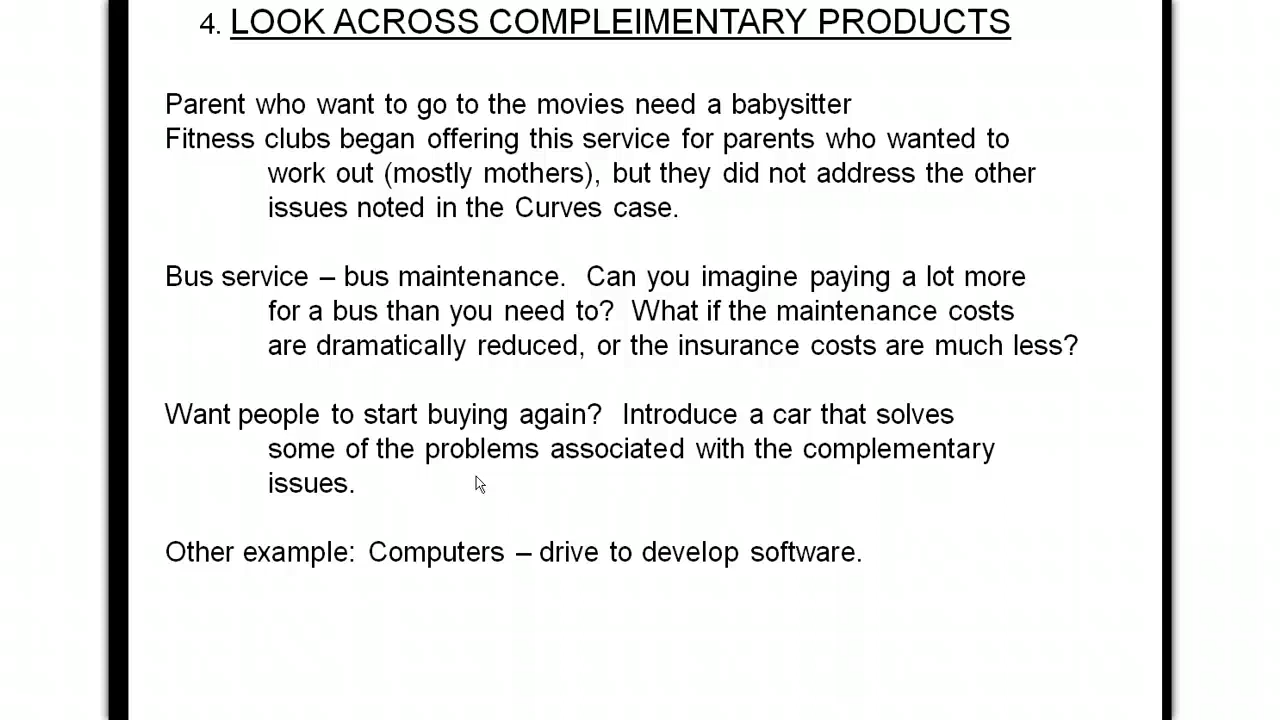 4. LOOK ACROSS COMPLEIMENTARY PRODUCTS
Parent who want to go to the movies need a babysitter
Fitness clubs began offering this service for parents who wanted to
work out (mostly mothers), but they did not address the other
issues noted in the Curves case.
Bus service – bus maintenance.  Can you imagine paying a lot more
for a bus than you need to?  What if the maintenance costs
are dramatically reduced, or the insurance costs are much less?
Want people to start buying again?  Introduce a car that solves
some of the problems associated with the complementary
issues.
Other example:  Computers – drive to develop software.